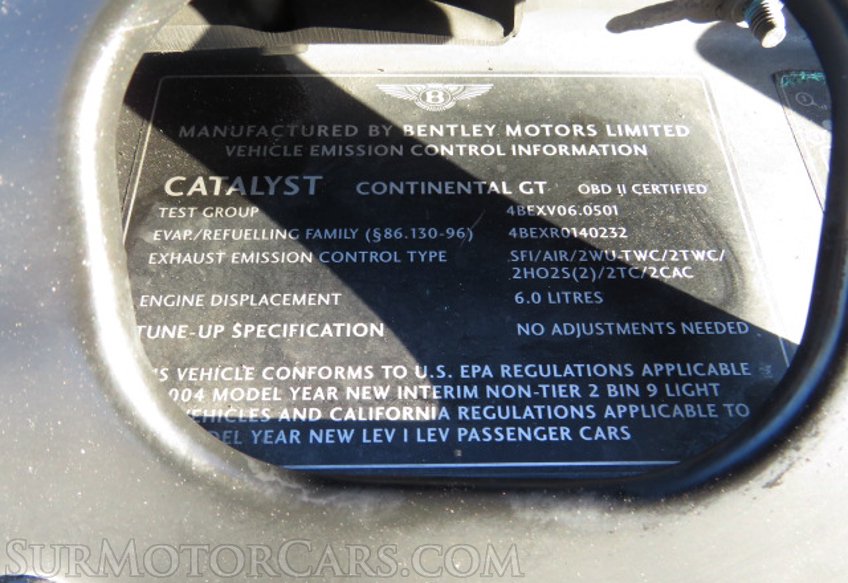 B
MANUFACTURED BY BENTLEY MOTORS LIMITED
VEHICLE EMISSION CONTROL INFORMATION
CATALYST CONTINENTAL GT OBD II CERTIFIED
TEST GROUP 4BEXV06.0501
EVAP./REFUELLING FAMILY (§86.130-96) 4BEXR0140232
EXHAUST EMISSION CONTROL TYPE SFI/AIR/2WU-TWC/2TWC/
2HO2S(2)/2TC/2CAC
ENGINE DISPLACEMENT 6.0 LITRES
TUNE-UP SPECIFICATION NO ADJUSTMENTS NEEDED
IS VEHICLE CONFORMS TO U.S. EPA REGULATIONS APPLICABLE
004 MODEL YEAR NEW INTERIM NON-TIER 2 BIN 9 LIGHT
VEHICLES AND CALIFORNIA REGULATIONS APPLICABLE TO
DEL YEAR NEW LEV I LEV PASSENGER CARS
SURMOTORCARS.COM